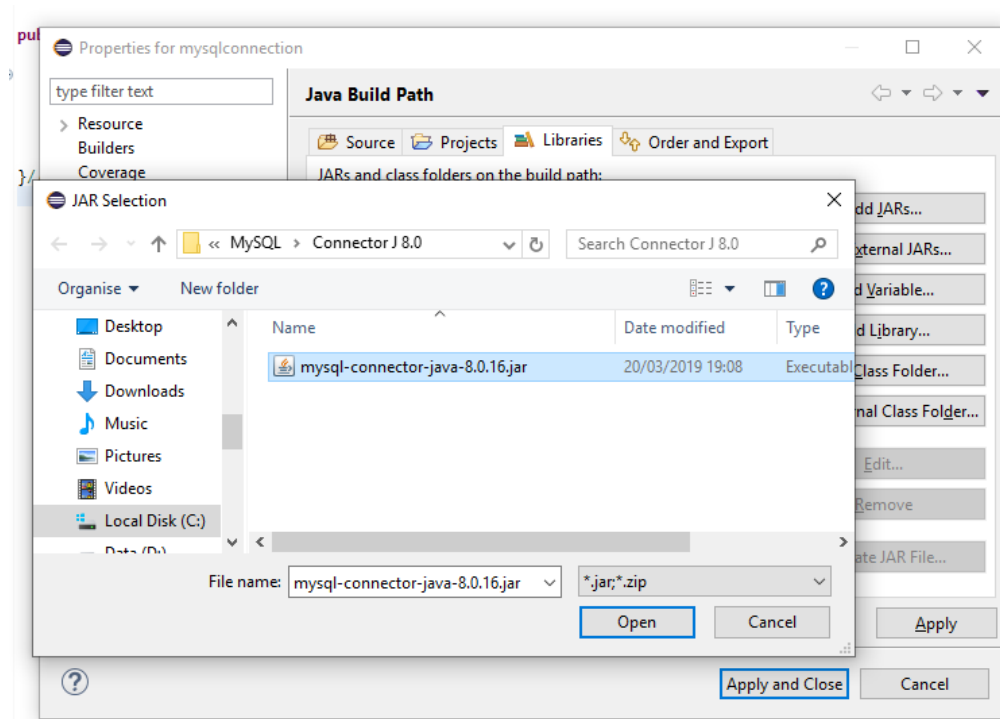 pul
Properties for mysqlconnection
type filter text
Java Build Path
Resource
Builders
Coverage
Source Projects Libraries Order and Export
JARs and class folders on the build path:
}/
JAR Selection
dd JARs...
« MySQL > Connector J 8.0
Search Connector J 8.0
xternal JARs...
Organise New folder
d Variable...
Desktop
Documents
Downloads
Music
Pictures
Videos
Local Disk (C:)
Data (D:)
Name Date modified Type
mysql-connector-java-8.0.16.jar 20/03/2019 19:08 Executabl
d Library...
Class Folder...
nal Class Folder...
Edit...
Remove
ate JAR File...
File name: mysql-connector-java-8.0.16.jar *.jar;*.zip
Open Cancel
Apply
Apply and Close Cancel